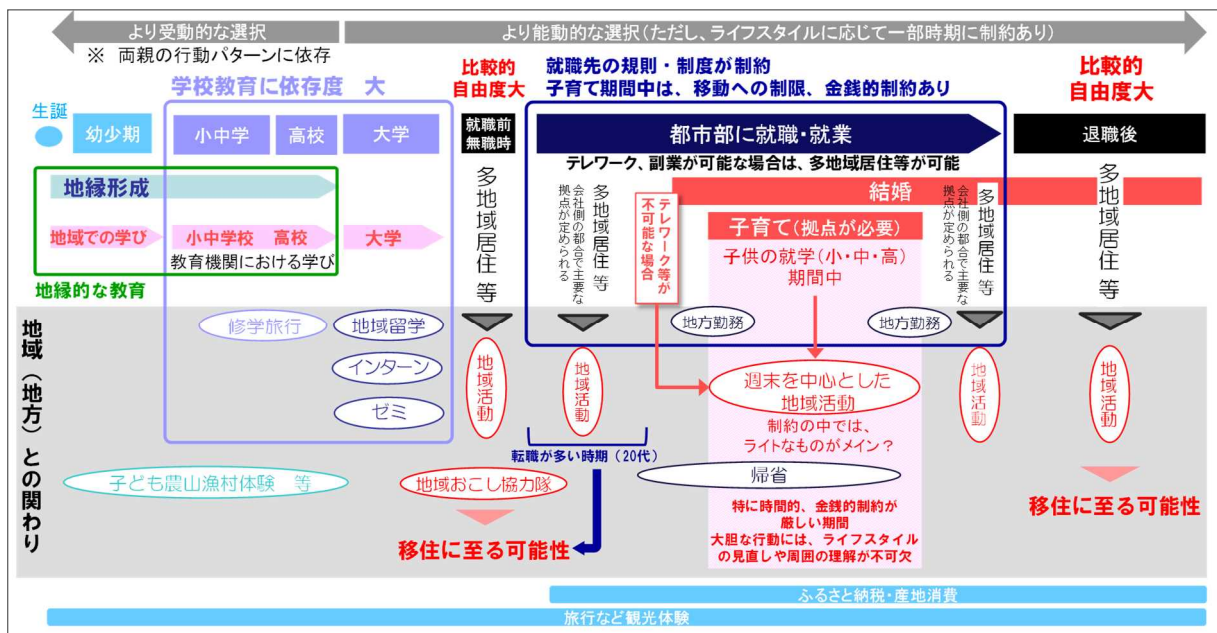 より受動的な選択
より能動的な選択(ただし、ライフスタイルに応じて一部時期に制約あり)
※ 両親の行動パターンに依存
学校教育に依存度 大
比較的
自由度大
就職先の規則・制度が制約
子育て期間中は、移動への制限、金銭的制約あり
比較的
自由度大
生誕
幼少期
小中学
高校
大学
就職前
無職時
都市部に就職・就業
退職後
テレワーク、副業が可能な場合は、多地域居住等が可能
地縁形成
結婚
地域での学び
小中学校 高校
大学
教育機関における学び
地縁的な教育
多地域居住 等
多地域居住 等
会社側の都合で主要な
拠点が定められる
テレワーク等が
不可能な場合
子育て(拠点が必要)
子供の就学(小・中・高)
期間中
多地域居住 等
会社側の都合で主要な
拠点が定められる
多地域居住 等
地域(地方)との関わり
修学旅行
地域留学
インターン
ゼミ
地方勤務
地方勤務
地域活動
地域活動
週末を中心とした
地域活動
地域活動
地域活動
制約の中では、
ライトなものがメイン?
転職が多い時期(20代)
子ども農山漁村体験 等
地域おこし協力隊
帰省
移住に至る可能性
特に時間的、金銭的制約が
厳しい期間
大胆な行動には、ライフスタイル
の見直しや周囲の理解が不可欠
移住に至る可能性
ふるさと納税・産地消費
旅行など観光体験